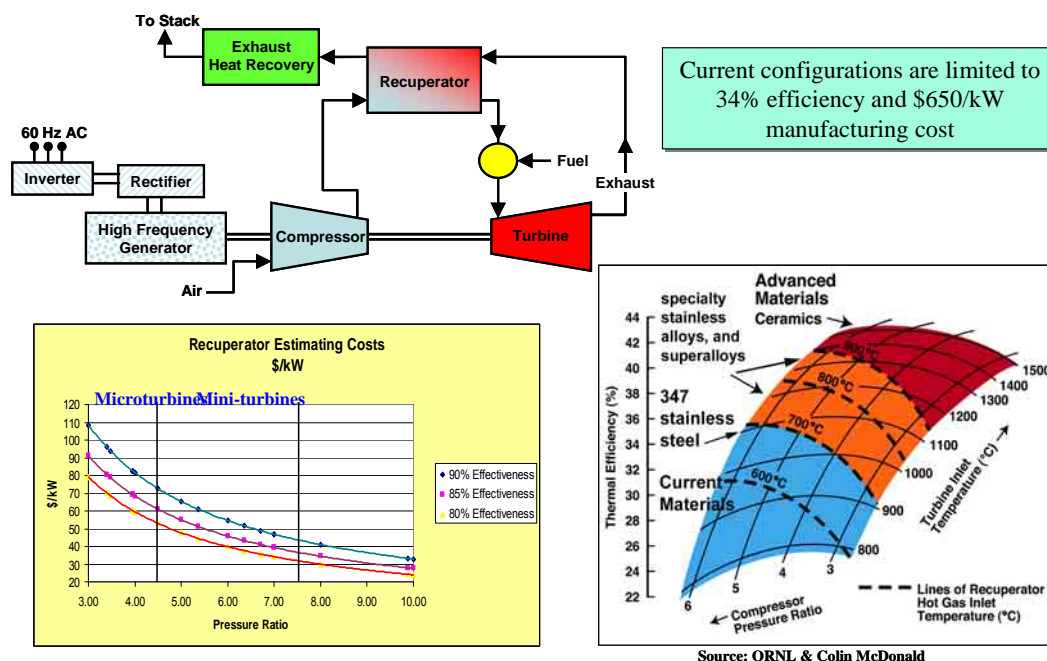 To Stack
Exhaust
Heat Recovery
Recuperator
Current configurations are limited to
34% efficiency and $650/kW
manufacturing cost
60 Hz AC
Inverter
Rectifier
Fuel
Exhaust
High Frequency
Generator
Compressor
Turbine
Air
Recuperator Estimating Costs
$/kW
Microturbines
Mini-turbines
$/kW
120
110
100
90
80
70
60
50
40
30
20
3.00 4.00 5.00 6.00 7.00 8.00 9.00 10.00
Pressure Ratio
90% Effectiveness
85% Effectiveness
80% Effectiveness
Advanced
Materials
Ceramics
specialty
stainless
alloys, and
superalloys
347
stainless
steel
Current
Materials
Thermal Efficiency (%)
44
42
40
38
36
34
32
30
28
26
24
22
900°C
800°C
700°C
600°C
1500
1400
1300
1200
1100
1000
900
800
Turbine Inlet
Temperature (°C)
6 5 4 3
Compressor
Pressure Ratio
Lines of Recuperator
Hot Gas Inlet
Temperature (°C)
Source: ORNL & Colin McDonald